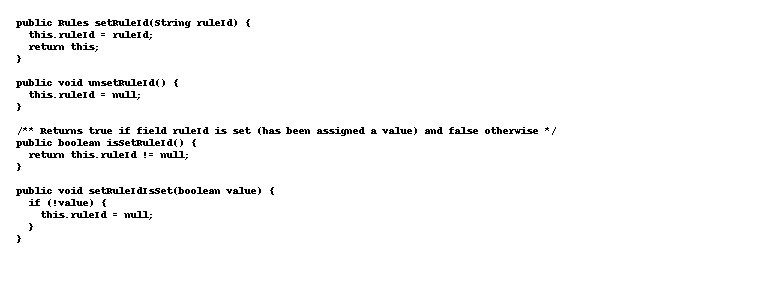 public Rules setRuleId(String ruleId) {
  this.ruleId = ruleId;
  return this;
}

public void unsetRuleId() {
  this.ruleId = null;
}

/** Returns true if field ruleId is set (has been assigned a value) and false otherwise */
public boolean isSetRuleId() {
  return this.ruleId != null;
}

public void setRuleIdIsSet(boolean value) {
  if (!value) {
    this.ruleId = null;
  }
}